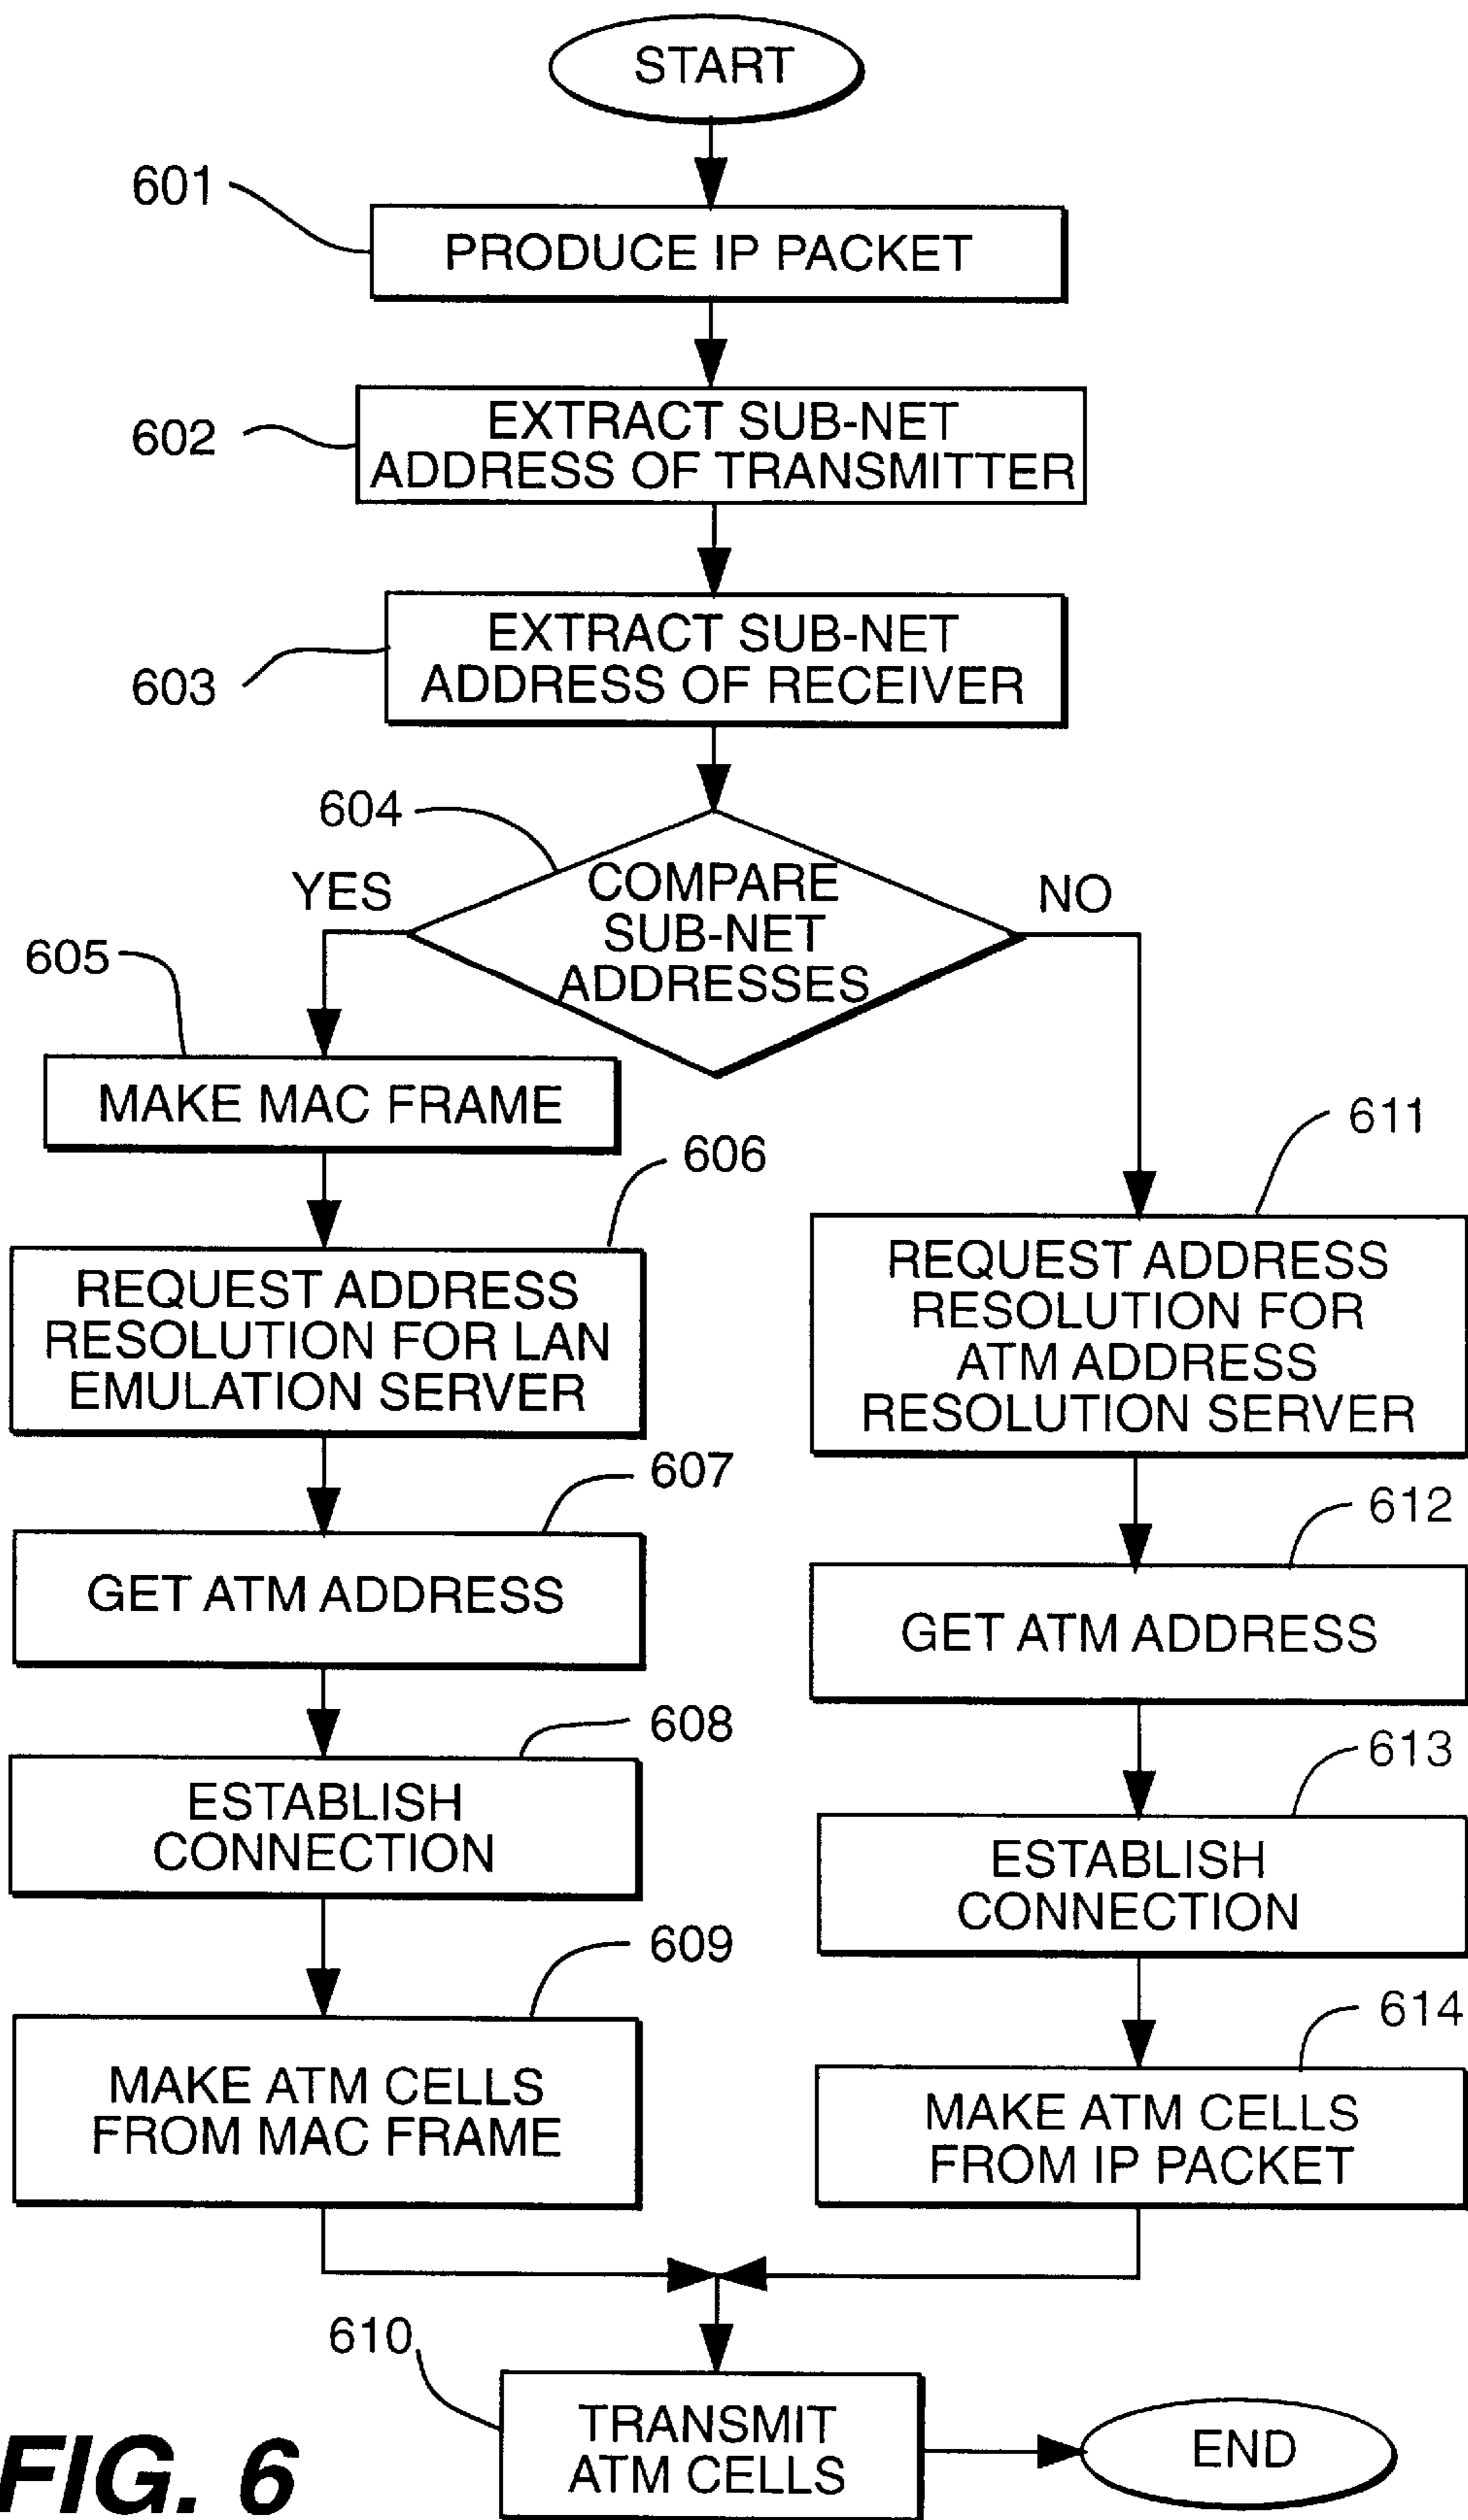 START
601
PRODUCE IP PACKET
602
EXTRACT SUB-NET
ADDRESS OF TRANSMITTER
603
EXTRACT SUB-NET
ADDRESS OF RECEIVER
604
COMPARE
SUB-NET
ADDRESSES
YES
NO
605
MAKE MAC FRAME
606
REQUEST ADDRESS
RESOLUTION FOR LAN
EMULATION SERVER
607
GET ATM ADDRESS
608
ESTABLISH
CONNECTION
609
MAKE ATM CELLS
FROM MAC FRAME
611
REQUEST ADDRESS
RESOLUTION FOR
ATM ADDRESS
RESOLUTION SERVER
612
GET ATM ADDRESS
613
ESTABLISH
CONNECTION
614
MAKE ATM CELLS
FROM IP PACKET
610
TRANSMIT
ATM CELLS
END
FIG. 6